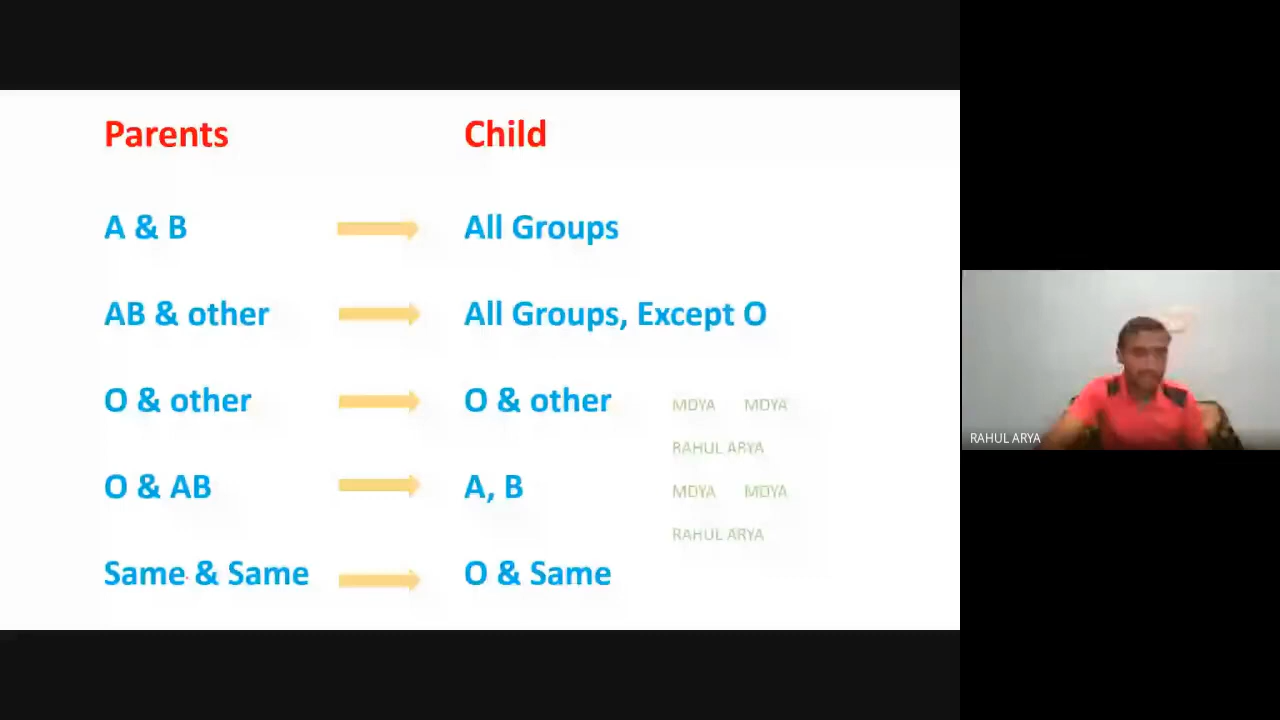 Parents Child
A & B All Groups
AB & other All Groups, Except O
O & other O & other
MDYA MDYA
RAHUL ARYA
O & AB A, B
MDYA MDYA
RAHUL ARYA
Same & Same O & Same
RAHUL ARYA